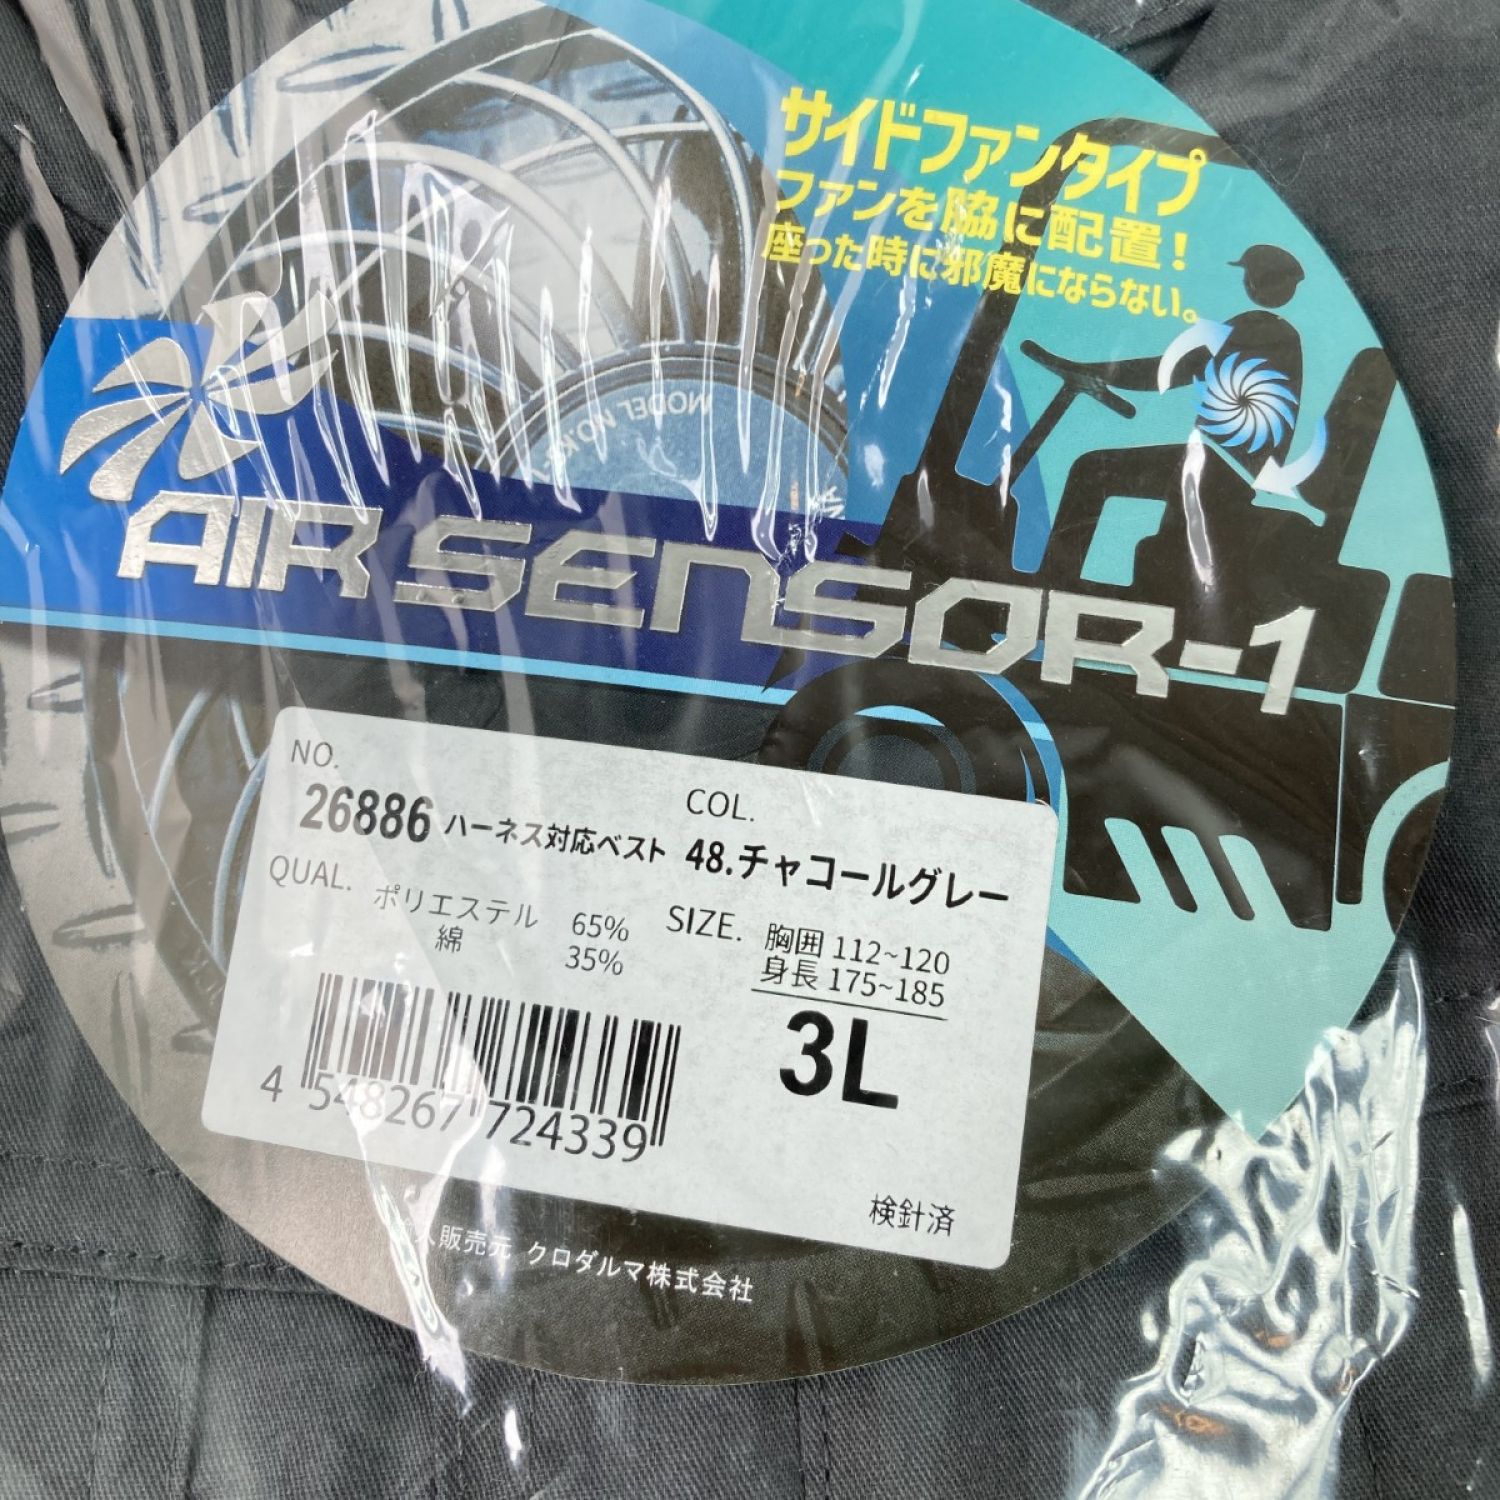 サイドファンタイプ
ファンを脇に配置!
座った時に邪魔にならない。
MODEL NO.
AIR SENSOR-1
NO.
26886 ハーネス対応ベスト
COL.
48.チャコールグレー
QUAL.
ポリエステル 65%
綿 35%
SIZE.
胸囲 112~120
身長 175~185
3L
4 548267 724339
検針済
販売元 クロダルマ株式会社